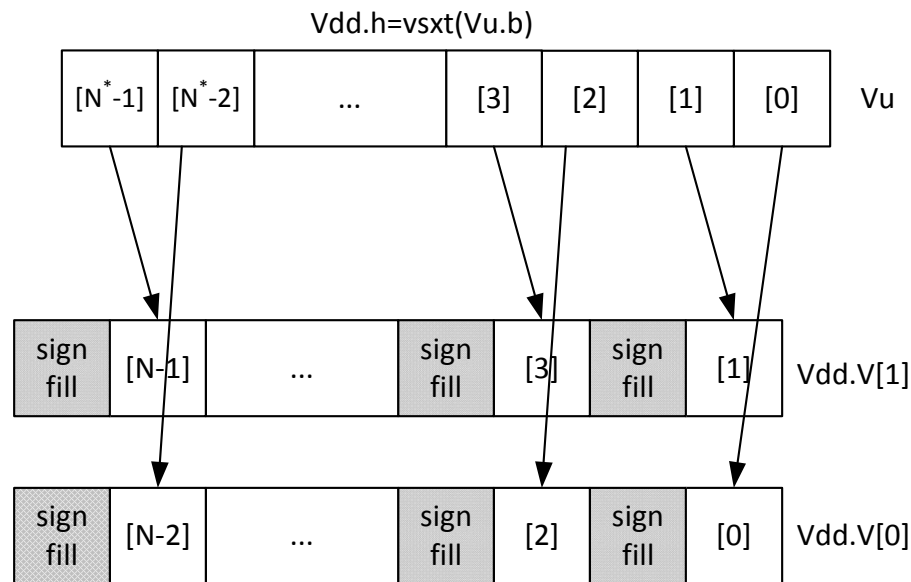 Vdd.h=vsxt(Vu.b)
[N*-1] [N*-2] ... [3] [2] [1] [0] Vu
sign fill [N-1] ... sign fill [3] sign fill [1] Vdd.V[1]
sign fill [N-2] ... sign fill [2] sign fill [0] Vdd.V[0]